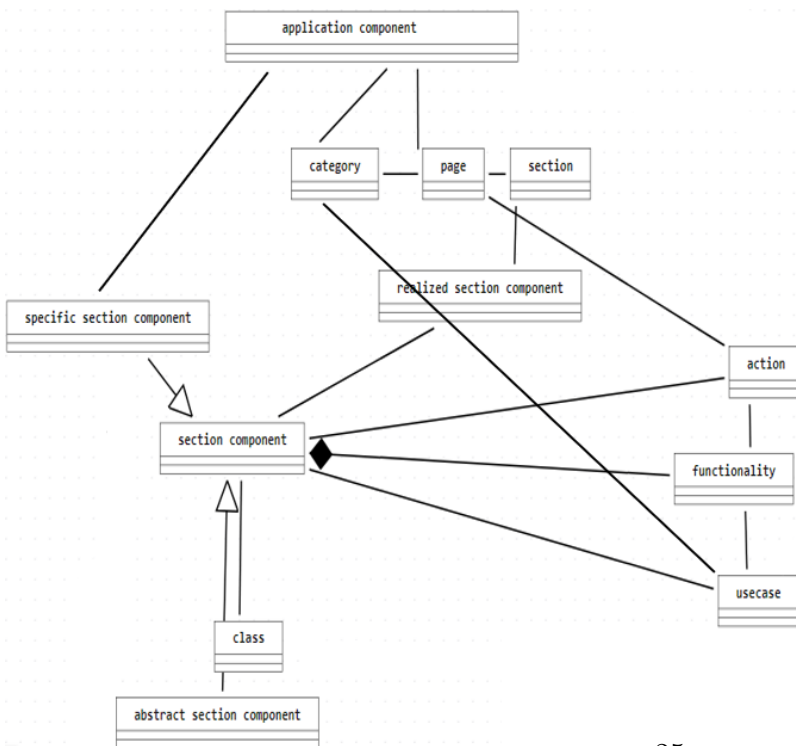 application component
category
page
section
realized section component
specific section component
action
section component
functionality
usecase
class
abstract section component